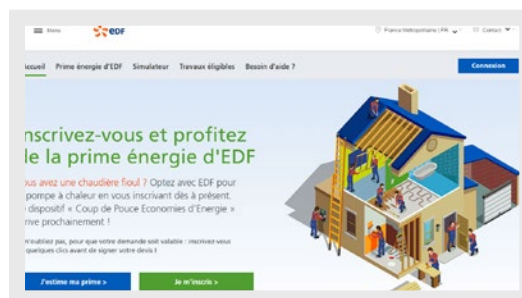 Menu
EDF
France Métropolitaine | FR
Contact
Accueil Prime énergie d'EDF Simulateur Travaux éligibles Besoin d'aide ?
Connexion
nscrivez-vous et profitez
de la prime énergie d'EDF
ous avez une chaudière fioul ? Optez avec EDF pour
pompe à chaleur en vous inscrivant dès à présent.
dispositif « Coup de Pouce Economies d'Energie »
rive prochainement !
n'oubliez pas, pour que votre demande soit valable : inscrivez-vous
quelques clics avant de signer votre devis !
J'estime ma prime >
Je m'inscris >